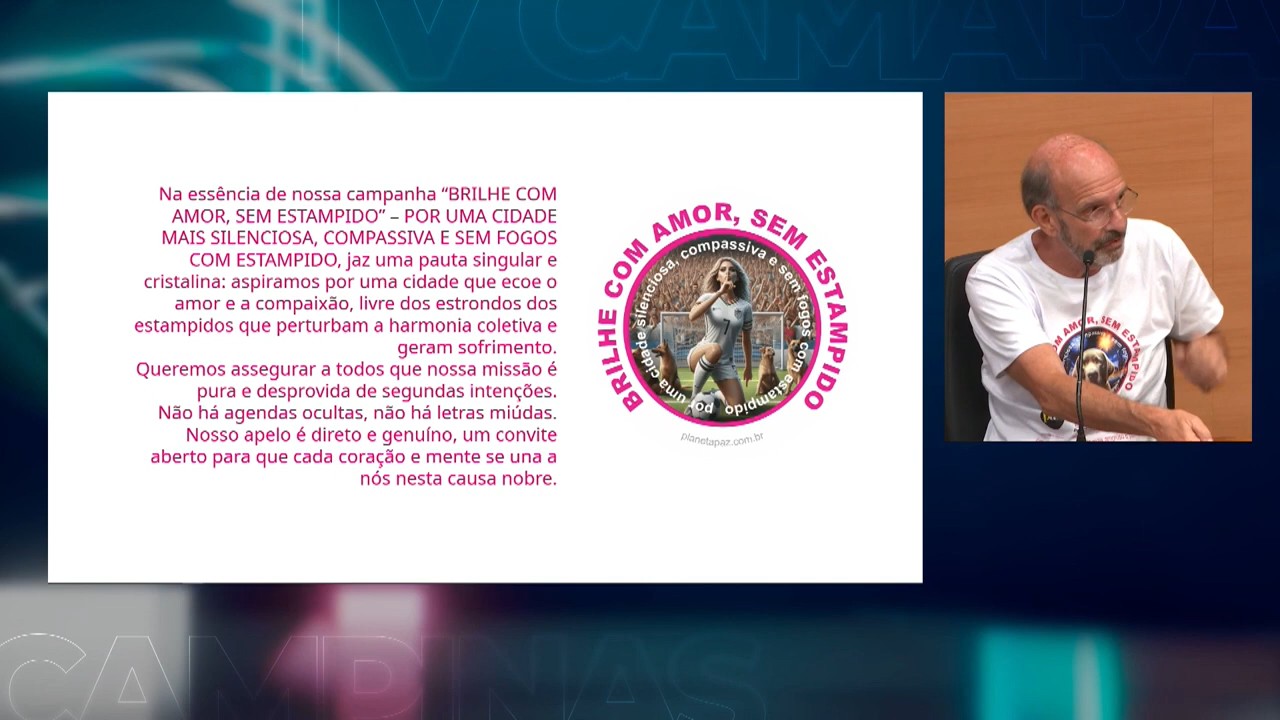 TV CÂMARA
Na essência de nossa campanha “BRILHE COM
AMOR, SEM ESTAMPIDO” – POR UMA CIDADE
MAIS SILENCIOSA, COMPASSIVA E SEM FOGOS
COM ESTAMPIDO, jaz uma pauta singular e
cristalina: aspiramos por uma cidade que ecoe o
amor e a compaixão, livre dos estrondos dos
estampidos que perturbam a harmonia coletiva e
geram sofrimento.
Queremos assegurar a todos que nossa missão é
pura e desprovida de segundas intenções.
Não há agendas ocultas, não há letras miúdas.
Nosso apelo é direto e genuíno, um convite
aberto para que cada coração e mente se una a
nós nesta causa nobre.
BRILHE COM AMOR, SEM ESTAMPIDO
por uma cidade silenciosa, compassiva e sem fogos com estampido
7
planetapaz.com.br
M AMOR, SEM ESTAMPIDO
CAMPINAS